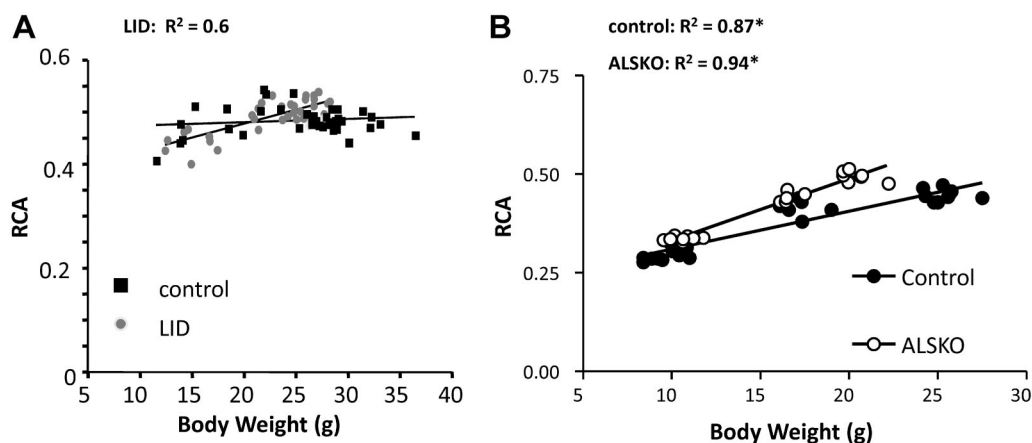 A
LID: R² = 0.6
0.6
0.4
0.2
0
RCA
control
LID
5 10 15 20 25 30 35 40
Body Weight (g)
B
control: R² = 0.87*
ALSKO: R² = 0.94*
0.75
0.50
0.25
0.00
RCA
Control
ALSKO
5 10 15 20 25 30
Body Weight (g)